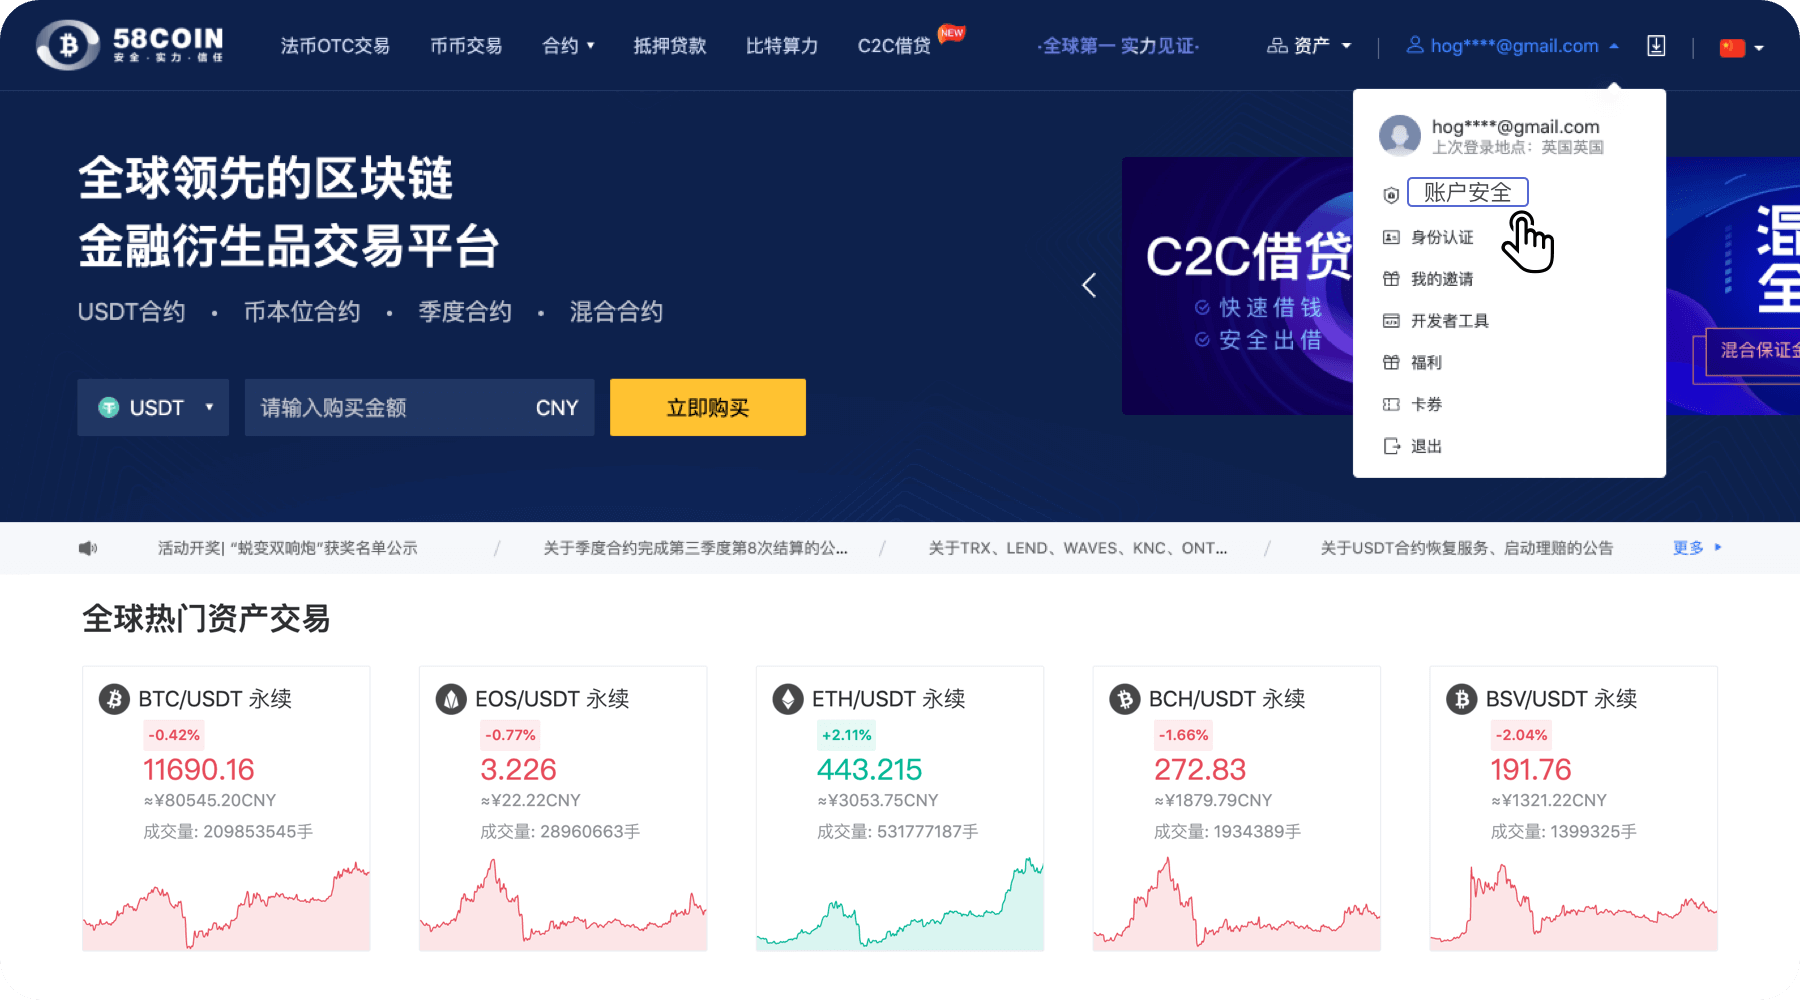 58COIN
安全·实力·信任
法币OTC交易 币币交易 合约 抵押贷款 比特算力 C2C借贷 NEW ·全球第一 实力见证· 资产 hog****@gmail.com
hog****@gmail.com
上次登录地点：英国英国
账户安全
身份认证
我的邀请
开发者工具
福利
卡券
退出
全球领先的区块链
金融衍生品交易平台
USDT合约 · 币本位合约 · 季度合约 · 混合合约
USDT 请输入购买金额 CNY 立即购买
C2C借贷
快速借钱
安全出借
混
全
混合保证金
活动开奖| “蜕变双响炮”获奖名单公示 / 关于季度合约完成第三季度第8次结算的公... / 关于TRX、LEND、WAVES、KNC、ONT... / 关于USDT合约恢复服务、启动理赔的公告 更多
全球热门资产交易
BTC/USDT 永续
-0.42%
11690.16
≈¥80545.20CNY
成交量: 209853545手
EOS/USDT 永续
-0.77%
3.226
≈¥22.22CNY
成交量: 28960663手
ETH/USDT 永续
+2.11%
443.215
≈¥3053.75CNY
成交量: 531777187手
BCH/USDT 永续
-1.66%
272.83
≈¥1879.79CNY
成交量: 1934389手
BSV/USDT 永续
-2.04%
191.76
≈¥1321.22CNY
成交量: 1399325手